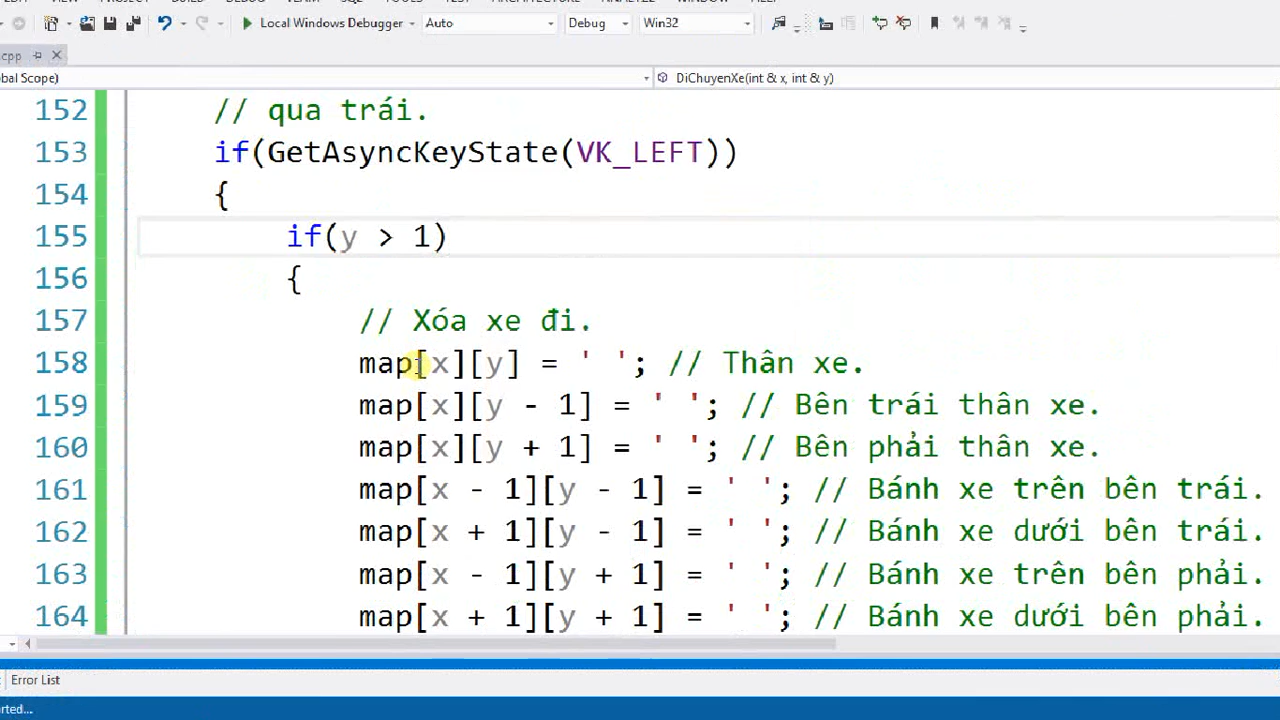 Local Windows Debugger Auto Debug Win32
cpp
bal Scope) DiChuyenXe(int & x, int & y)
152 // qua trái.
153 if(GetAsyncKeyState(VK_LEFT))
154 {
155 if(y > 1)
156 {
157 // Xóa xe đi.
158 map[x][y] = ' '; // Thân xe.
159 map[x][y - 1] = ' '; // Bên trái thân xe.
160 map[x][y + 1] = ' '; // Bên phải thân xe.
161 map[x - 1][y - 1] = ' '; // Bánh xe trên bên trái.
162 map[x + 1][y - 1] = ' '; // Bánh xe dưới bên trái.
163 map[x - 1][y + 1] = ' '; // Bánh xe trên bên phải.
164 map[x + 1][y + 1] = ' '; // Bánh xe dưới bên phải.
Error List
rted...